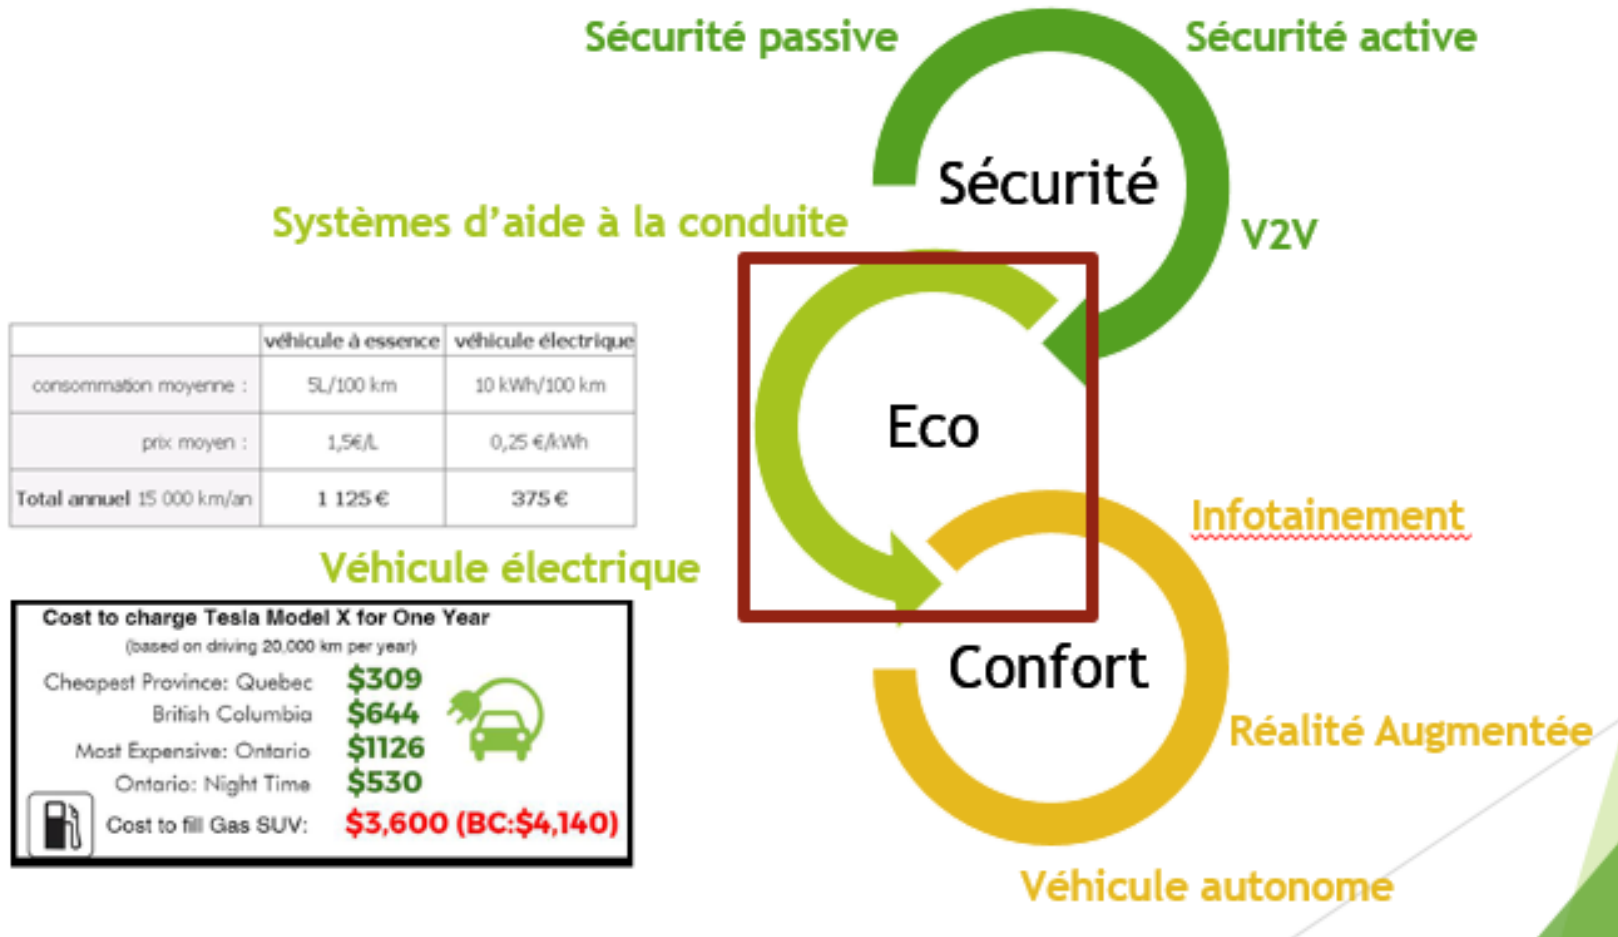 Sécurité passive
Sécurité active
Sécurité
V2V
Systèmes d'aide à la conduite
véhicule à essence véhicule électrique
consommation moyenne : 5L/100 km 10 kWh/100 km
prix moyen : 1,5€/L 0,25 €/kWh
Total annuel 15 000 km/an 1 125 € 375 €
Eco
Véhicule électrique
Cost to charge Tesla Model X for One Year
(based on driving 20,000 km per year)
Cheapest Province: Quebec $309
British Columbia $644
Most Expensive: Ontario $1126
Ontario: Night Time $530
Cost to fill Gas SUV: $3,600 (BC:$4,140)
Infotainement
Confort
Réalité Augmentée
Véhicule autonome